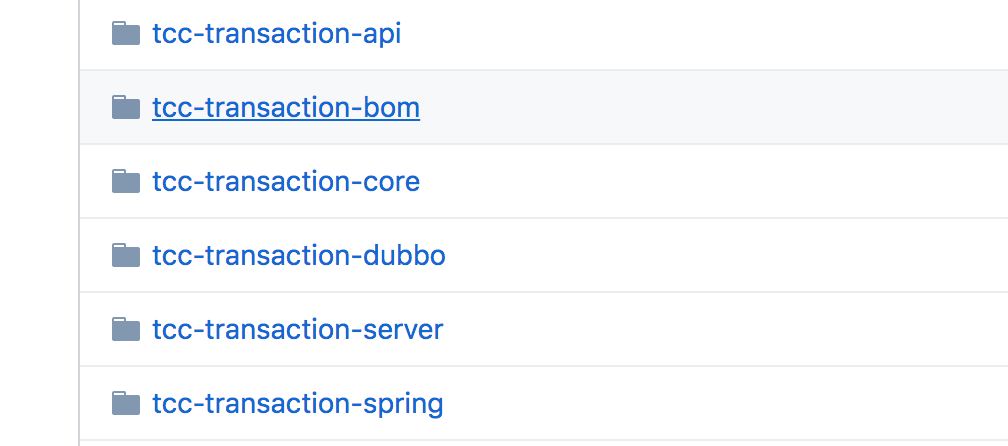 tcc-transaction-api
tcc-transaction-bom
tcc-transaction-core
tcc-transaction-dubbo
tcc-transaction-server
tcc-transaction-spring